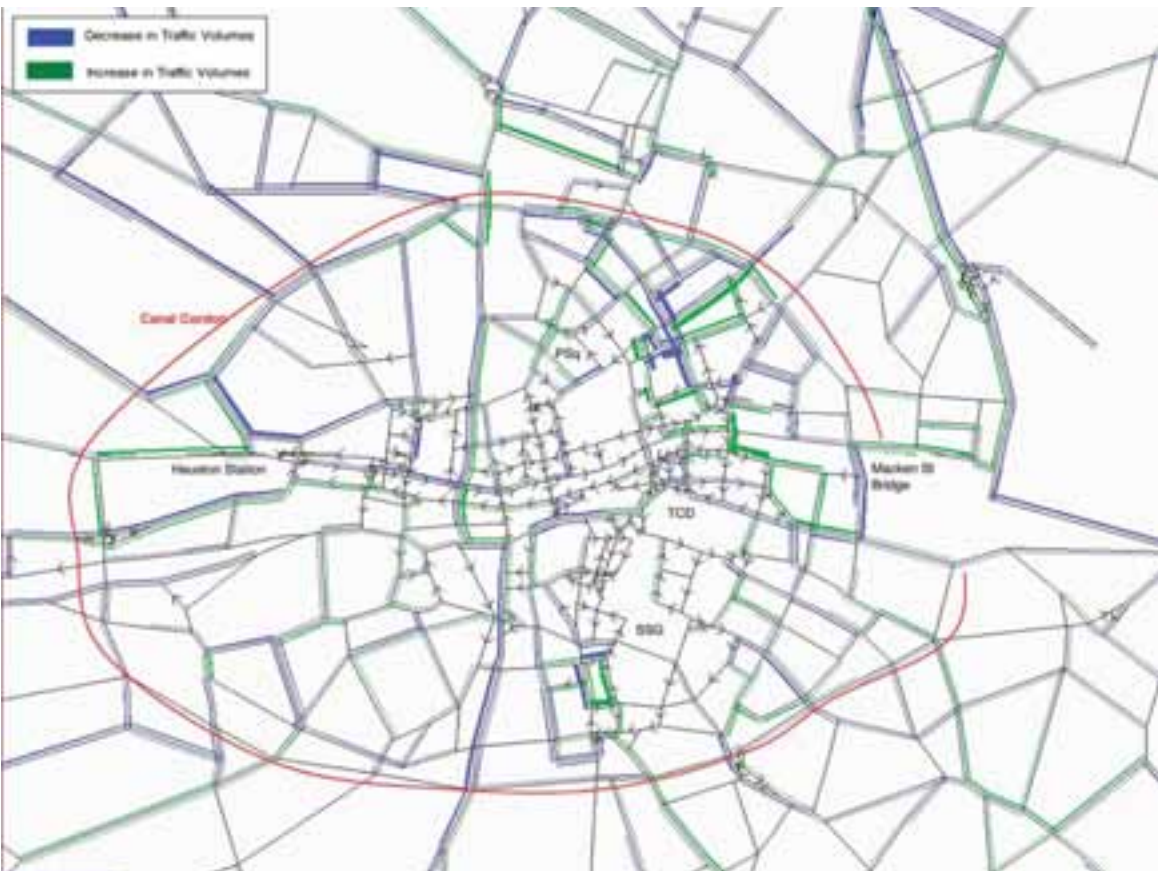 Decrease in Traffic Volumes
Increase in Traffic Volumes
Canal Cordon
PSq
Heuston Station
Macken St
Bridge
TCD
SSG